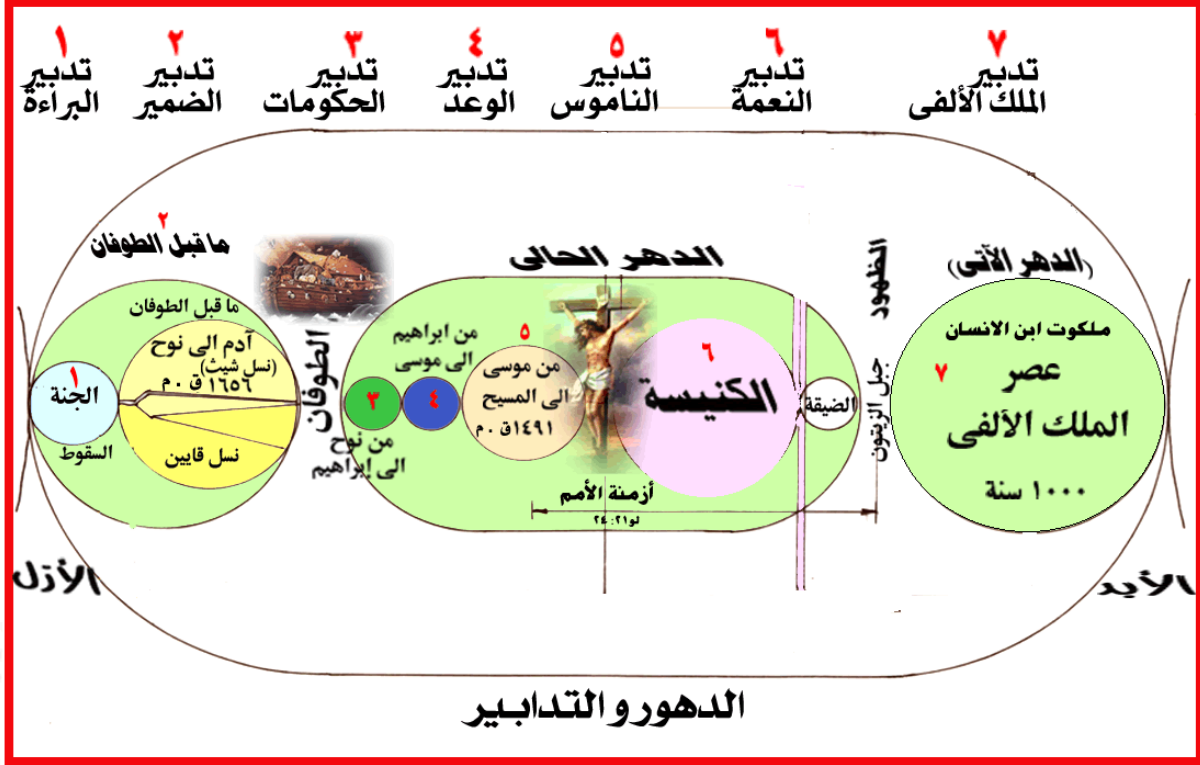 ١
تدبير
البراءة
٢
تدبير
الضمير
٣
تدبير
الحكومات
٤
تدبير
الوعد
٥
تدبير
الناموس
٦
تدبير
النعمة
٧
تدبير
الملك الألفى
٢
ما قبل الطوفان
ما قبل الطوفان
آدم الى نوح
(نسل شيث)
١٦٥٦ ق . م
نسل قايين
١
الجنة
السقوط
الطوفان
الدهر الحالى
٣
من نوح
الى إبراهيم
من ابراهيم
الى موسى
٤
٥
من موسى
الى المسيح
١٤٩١ق . م
٦
الكنيسة
الضيقة
أزمنة الأمم
لو٢١: ٢٤
الظهور
جبل الزيتون
(الدهر الآتى)
ملكوت ابن الانسان
٧
عصر
الملك الألفى
١٠٠٠ سنة
الأزل
الأبد
الدهور و التدابير